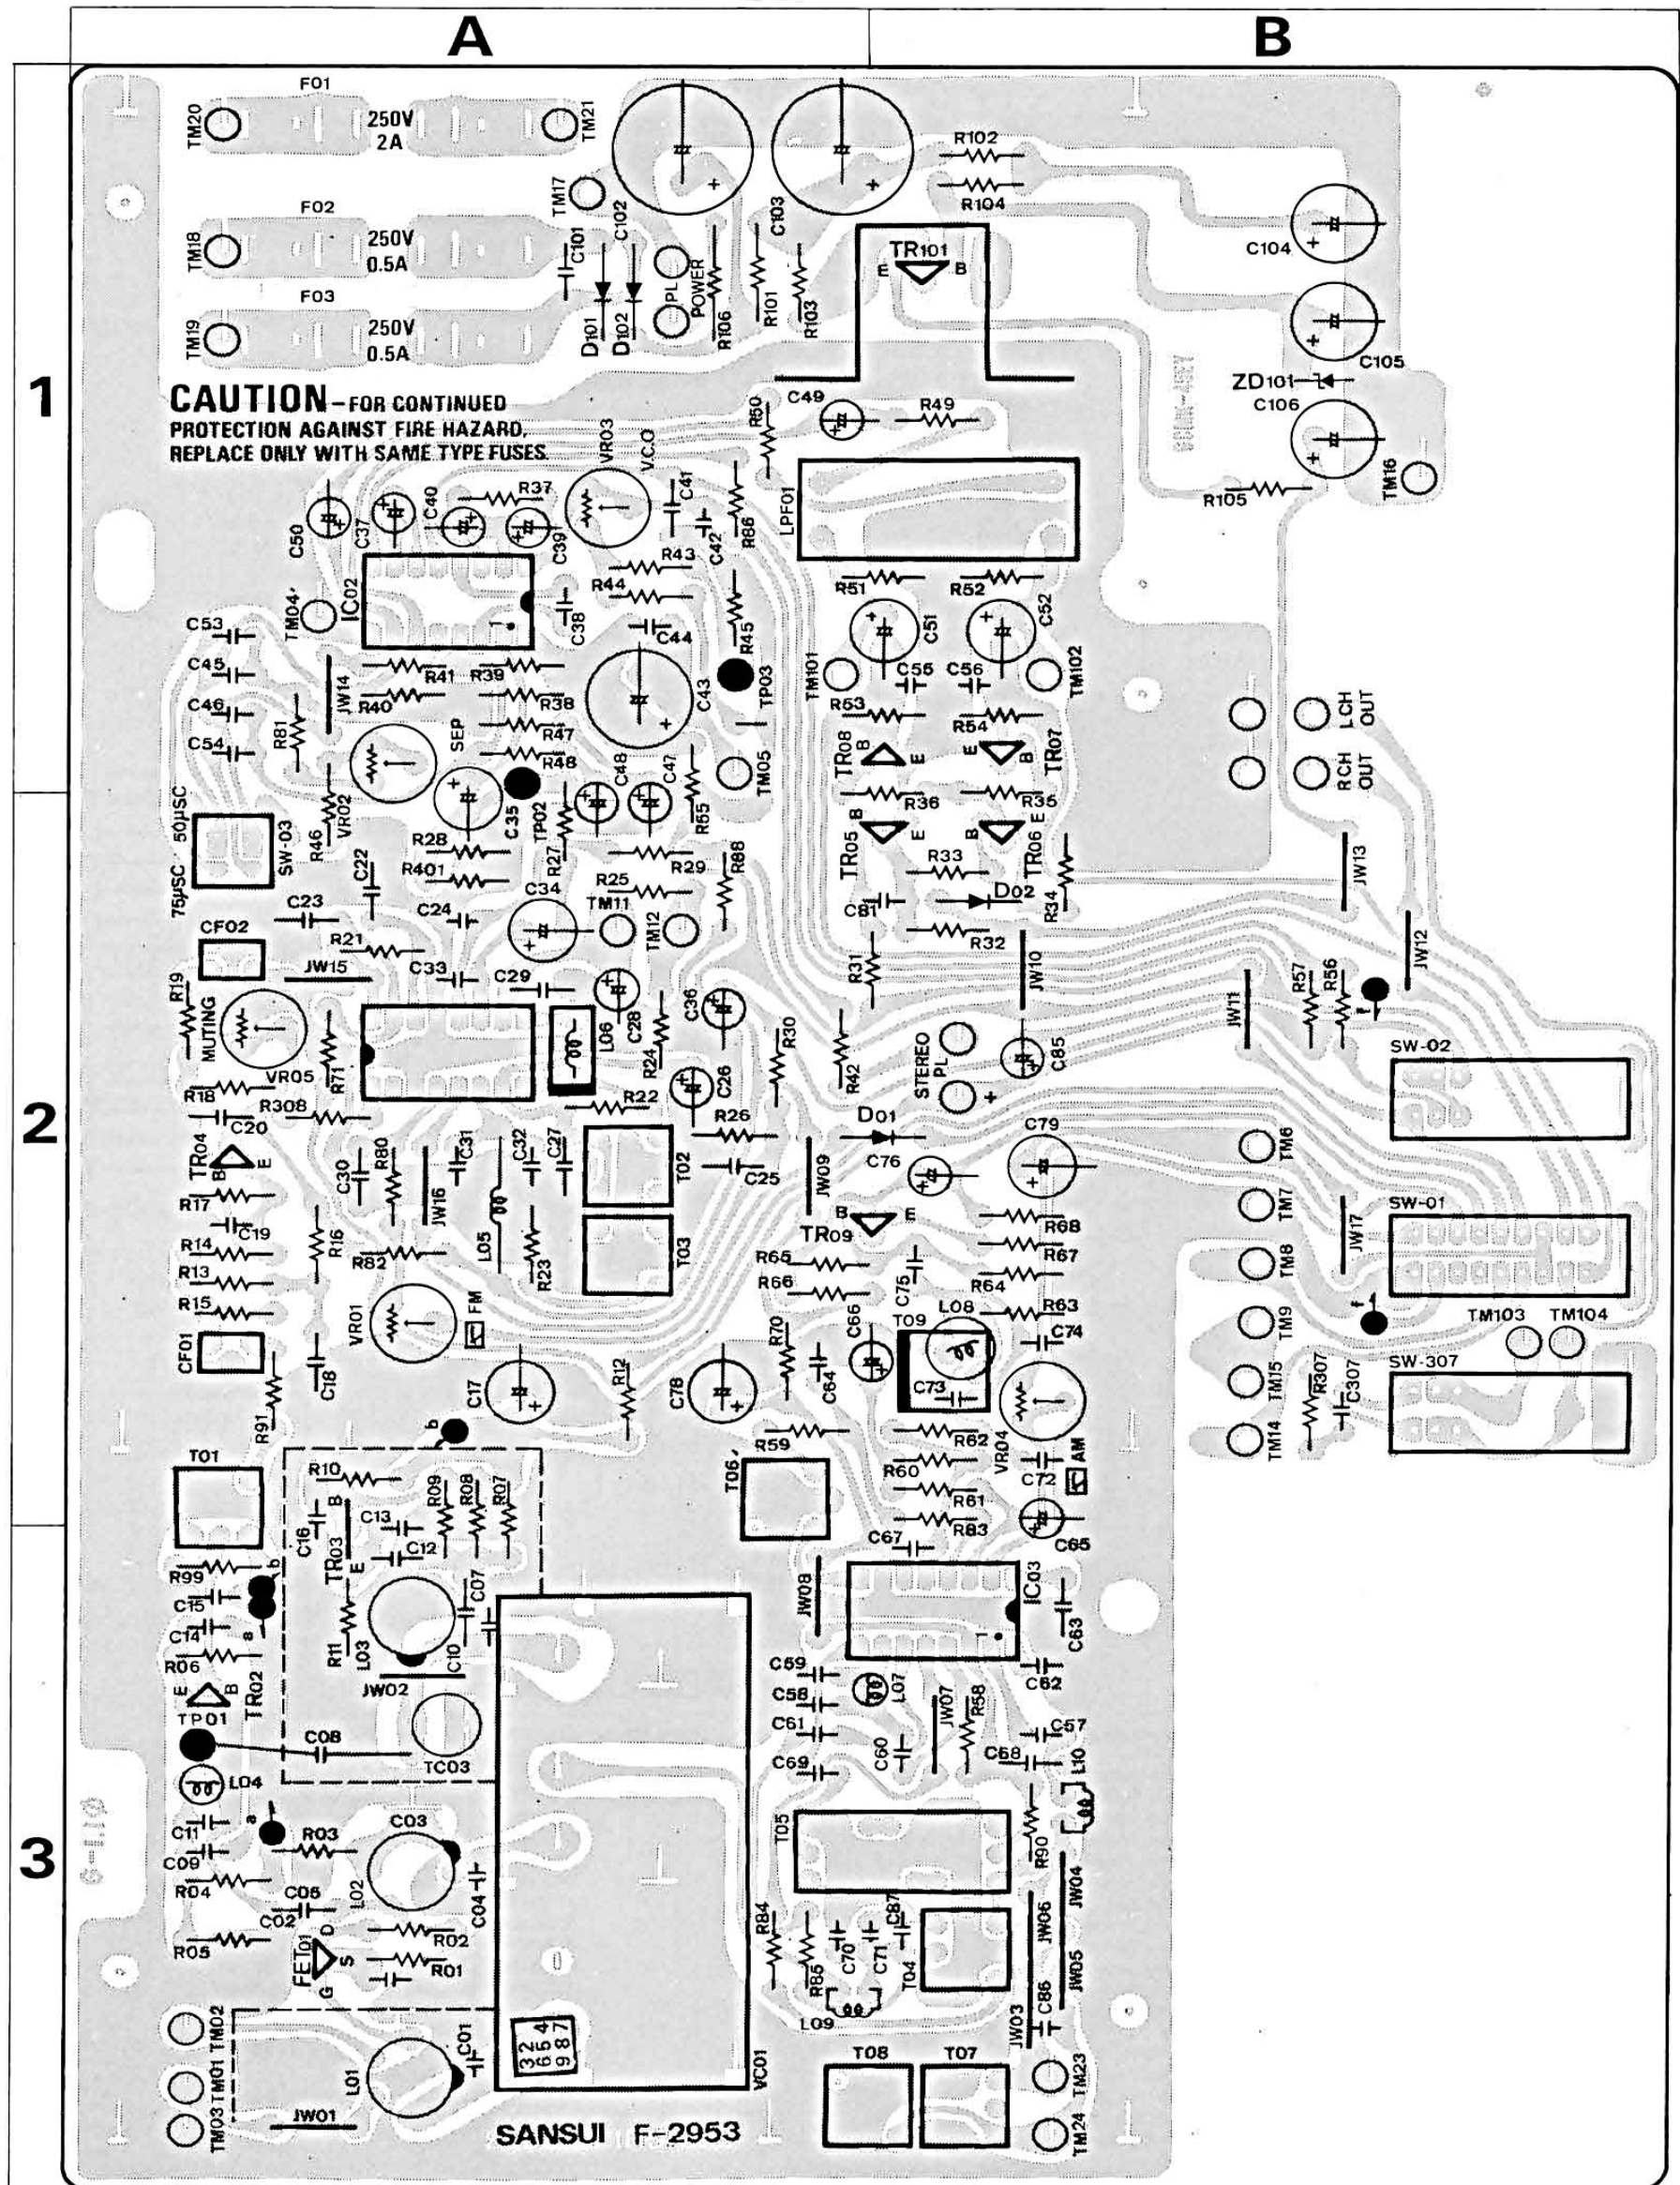 A B
F01
TM20 250V 2A TM21
R102
R104
TM17
C102 C103
F02
TM18 250V 0.5A
C101
C104
TR101
E B
PL POWER
R106 R101 R103
F03
TM19 250V 0.5A
D101 D102
C105
ZD101
C106
1
CAUTION-FOR CONTINUED
PROTECTION AGAINST FIRE HAZARD,
REPLACE ONLY WITH SAME TYPE FUSES.
VR03 V.C.O
R50 C49 R49
R105 TM16
C50 C37 C40 R37 C39 C41 C42 R86 LPF01
R43
R44
R51 R52
TM04 IC02 1 C38 C44 R45
C51 C52
C53
C45
C46
C54
R81 JW14 R41 R39
R40 R38
R47
R48
SEP
C43 TP03
TM101 C55 C56 TM102
R53 R54
LCH OUT
RCH OUT
TR08 B E E B TR07
TM05
R36 R35
75µSC 50µSC
SW-03 R46 VR02
C35 TP02 R27 C48 C47 R55
R28
R401
R29 R88
TR05 B E B E TR06
R33
D02
R34
JW13
C22
C23 C24 C34 R25
TM11 TM12
C81
R32
CF02 R21
JW15 C33 C29
R31 JW10
JW11 R57 R56 JW12
R19 MUTING
VR05 R71
L06 C28 R24 C36
R30 R42
STEREO PL +
C85
SW-02
R18
C20 R308
R22 C26
R26
D01
C79
2
TR04 B E
C30 R80 JW16 C31 C32 C27 T02 C25 JW09 C76
TM6
R17
C19
R14
R13
R15
R16 R82 L05 R23 T03
B E
TR09
R68
R67
R64
R63
R65
R66
C75
TM7
TM8
JW17
SW-01
VR01 FM
C66 T09 L08 C74
TM9
TM103 TM104
CF01
C18 R91
C17 R12 C78
R70 C64 C73
TM15 R307 C307
SW-307
TM14
b
T01
R10
R59
R62
R60
R61
R83
VR04 C72 AM
T06
C16 B TR03 E C13 C12 R09 R08 R07
C67 C65
R99
C15
C14
R06
b a
E B
TR02
R11 L03 C10 C07
JW02
JW08 IC03 1 C63
C59
C58
C61
C69
L07
C62
JW07 R58 C57
C60 C68 L10
TP01 C08
TC03
L04
a
C11
C09
R03 C03
T05 R90
3
R04
C05
C02
L02 C04
R05
FET01 D S G
R02
R01
R84 R85 C70 C71 C87 T04
JW06 JW04
JW05
L09
JW03 C86
TM02
TM01
TM03
L01 C01
JW01
32
654
987
VC01
T08 T07
TM23
TM24
SANSUI F-2953